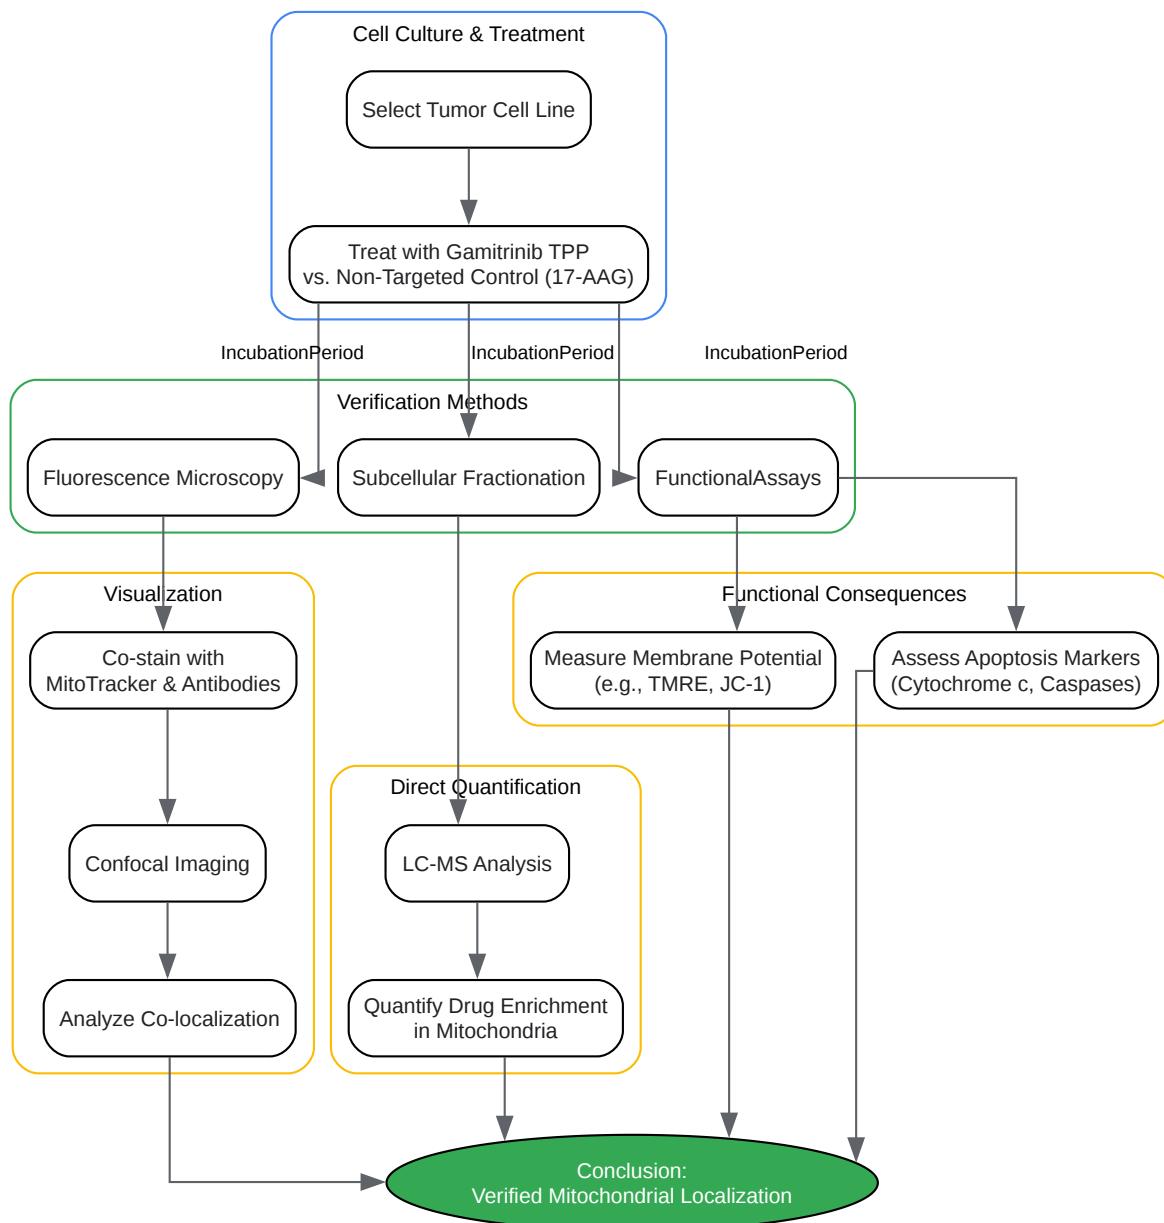 Cell Culture & Treatment
Select Tumor Cell Line
Treat with Gamitrinib TPP
vs. Non-Targeted Control (17-AAG)
IncubationPeriod
IncubationPeriod
IncubationPeriod
Verification Methods
Fluorescence Microscopy
Subcellular Fractionation
FunctionalAssays
Visualization
Co-stain with
MitoTracker & Antibodies
Confocal Imaging
Analyze Co-localization
Direct Quantification
LC-MS Analysis
Quantify Drug Enrichment
in Mitochondria
Functional Consequences
Measure Membrane Potential
(e.g., TMRE, JC-1)
Assess Apoptosis Markers
(Cytochrome c, Caspases)
Conclusion:
Verified Mitochondrial Localization